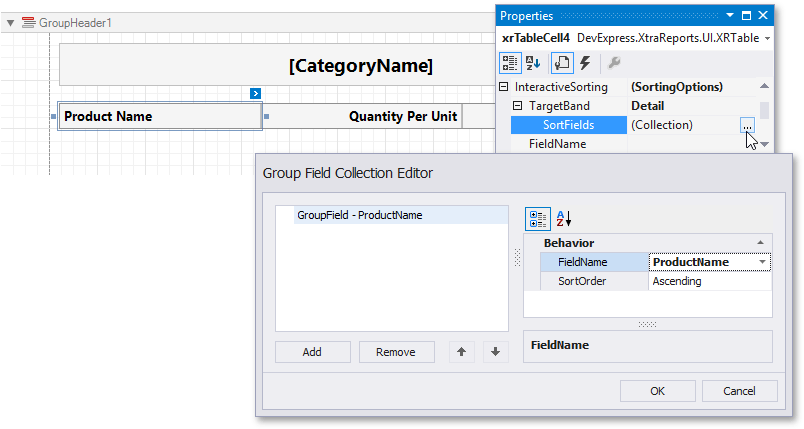 GroupHeader1
[CategoryName]
Product Name
Quantity Per Unit
Properties
xrTableCell4 DevExpress.XtraReports.UI.XRTable
InteractiveSorting (SortingOptions)
TargetBand Detail
SortFields (Collection) ...
FieldName
Group Field Collection Editor
GroupField - ProductName
Behavior
FieldName ProductName
SortOrder Ascending
FieldName
Add
Remove
OK
Cancel